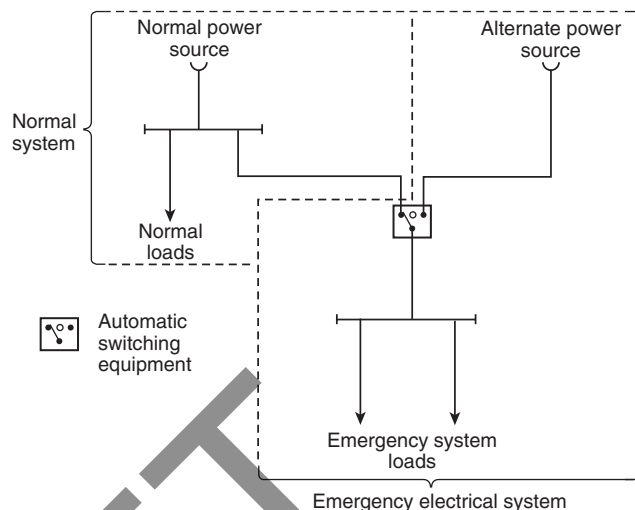 Normal power
source
Alternate power
source
Normal
system
Normal
loads
Automatic
switching
equipment
Emergency system
loads
Emergency electrical system